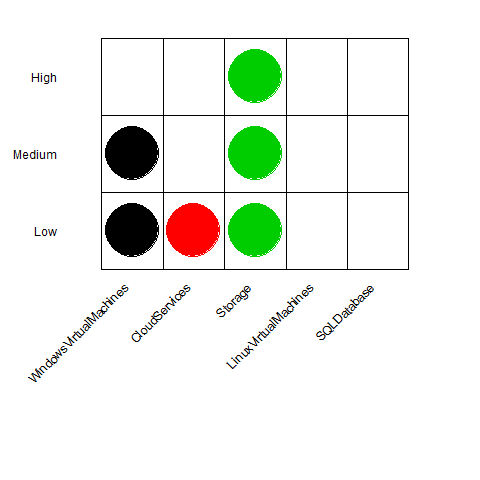 High
Medium
Low
WindowsVirtualMachines
CloudServices
Storage
LinuxVirtualMachines
SQLDatabase